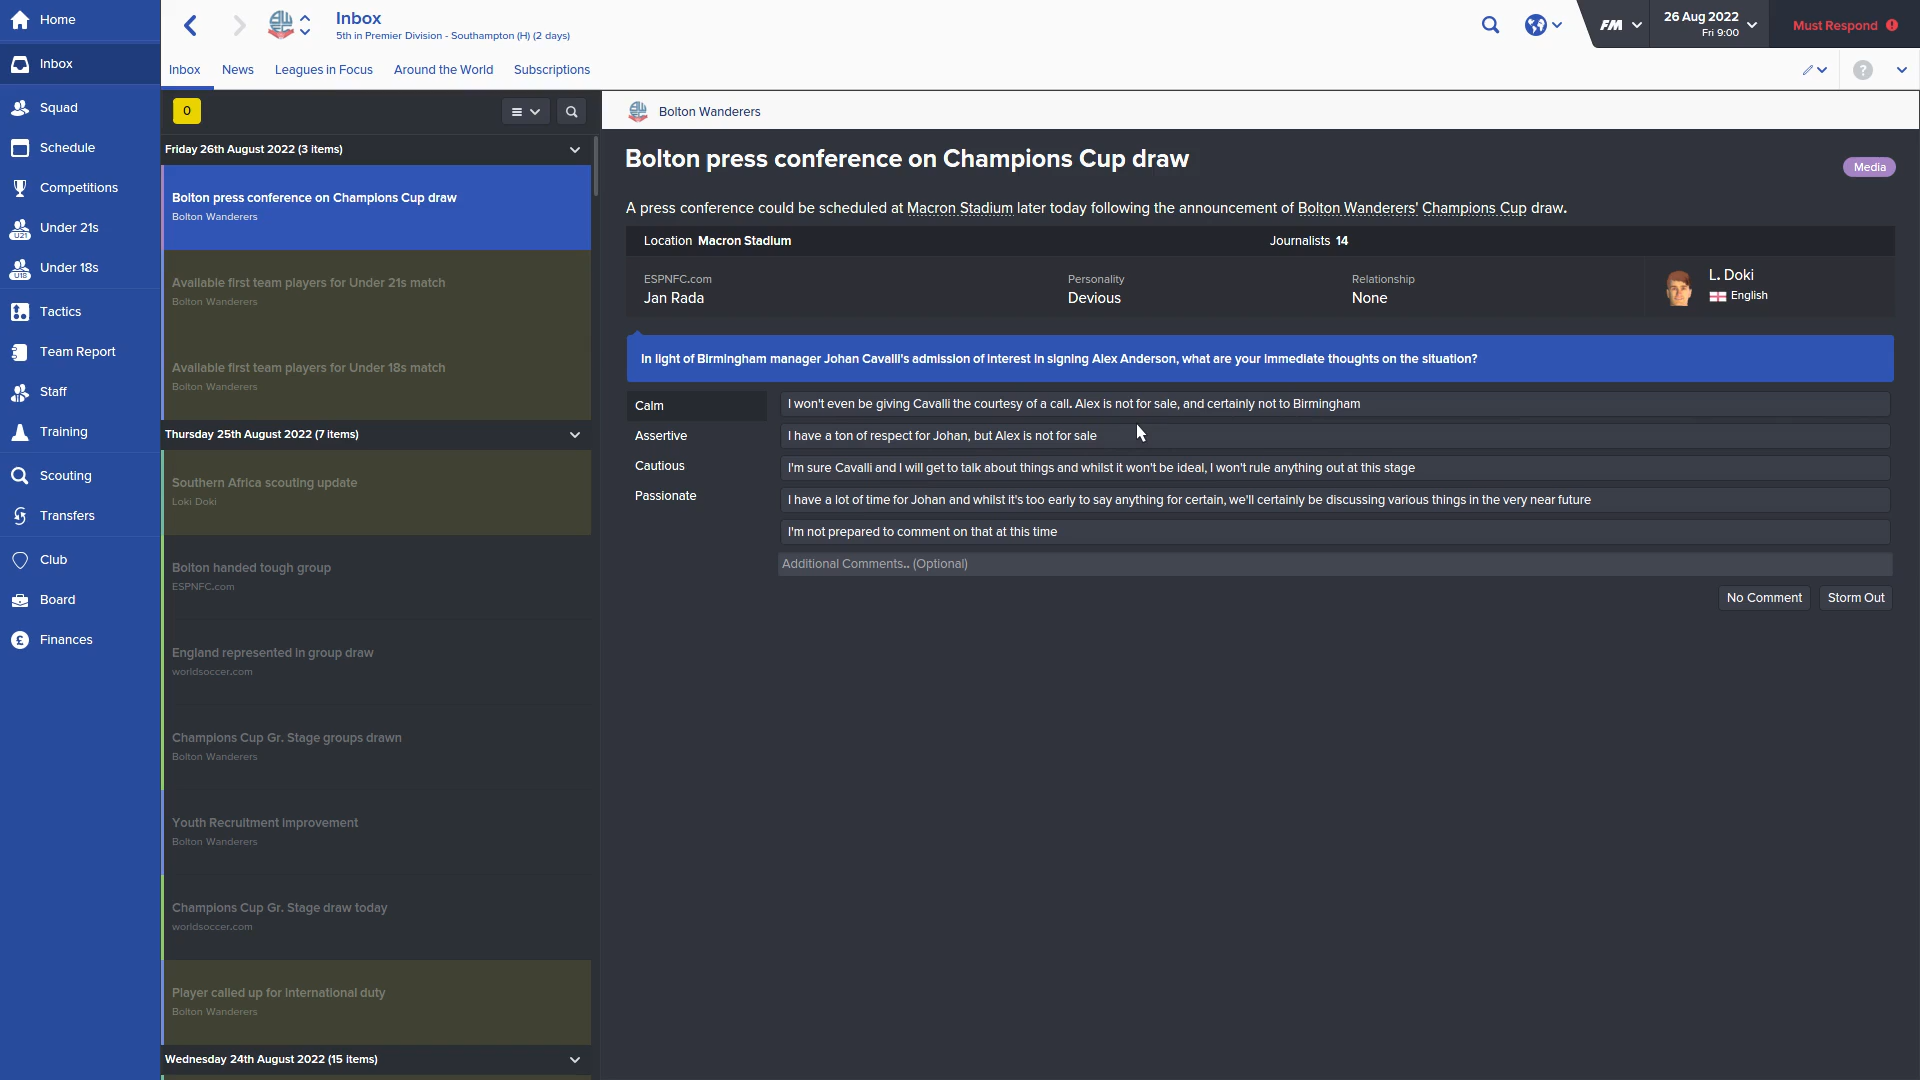 Home
Inbox
Squad
Schedule
Competitions
U21
Under 21s
U18
Under 18s
Tactics
Team Report
Staff
Training
Scouting
Transfers
Club
Board
£
Finances
Inbox
5th in Premier Division - Southampton (H) (2 days)
FM
26 Aug 2022
Fri 9:00
Must Respond
Inbox News Leagues in Focus Around the World Subscriptions
?
0
Friday 26th August 2022 (3 items)
Bolton press conference on Champions Cup draw
Bolton Wanderers
Available first team players for Under 21s match
Bolton Wanderers
Available first team players for Under 18s match
Bolton Wanderers
Thursday 25th August 2022 (7 items)
Southern Africa scouting update
Loki Doki
Bolton handed tough group
ESPNFC.com
England represented in group draw
worldsoccer.com
Champions Cup Gr. Stage groups drawn
Bolton Wanderers
Youth Recruitment improvement
Bolton Wanderers
Champions Cup Gr. Stage draw today
worldsoccer.com
Player called up for international duty
Bolton Wanderers
Wednesday 24th August 2022 (15 items)
Bolton Wanderers
Bolton press conference on Champions Cup draw
Media
A press conference could be scheduled at Macron Stadium later today following the announcement of Bolton Wanderers' Champions Cup draw.
Location Macron Stadium Journalists 14
ESPNFC.com Personality Relationship
Jan Rada Devious None
L. Doki
English
In light of Birmingham manager Johan Cavalli's admission of interest in signing Alex Anderson, what are your immediate thoughts on the situation?
Calm
Assertive
Cautious
Passionate
I won't even be giving Cavalli the courtesy of a call. Alex is not for sale, and certainly not to Birmingham
I have a ton of respect for Johan, but Alex is not for sale
I'm sure Cavalli and I will get to talk about things and whilst it won't be ideal, I won't rule anything out at this stage
I have a lot of time for Johan and whilst it's too early to say anything for certain, we'll certainly be discussing various things in the very near future
I'm not prepared to comment on that at this time
Additional Comments.. (Optional)
No Comment Storm Out